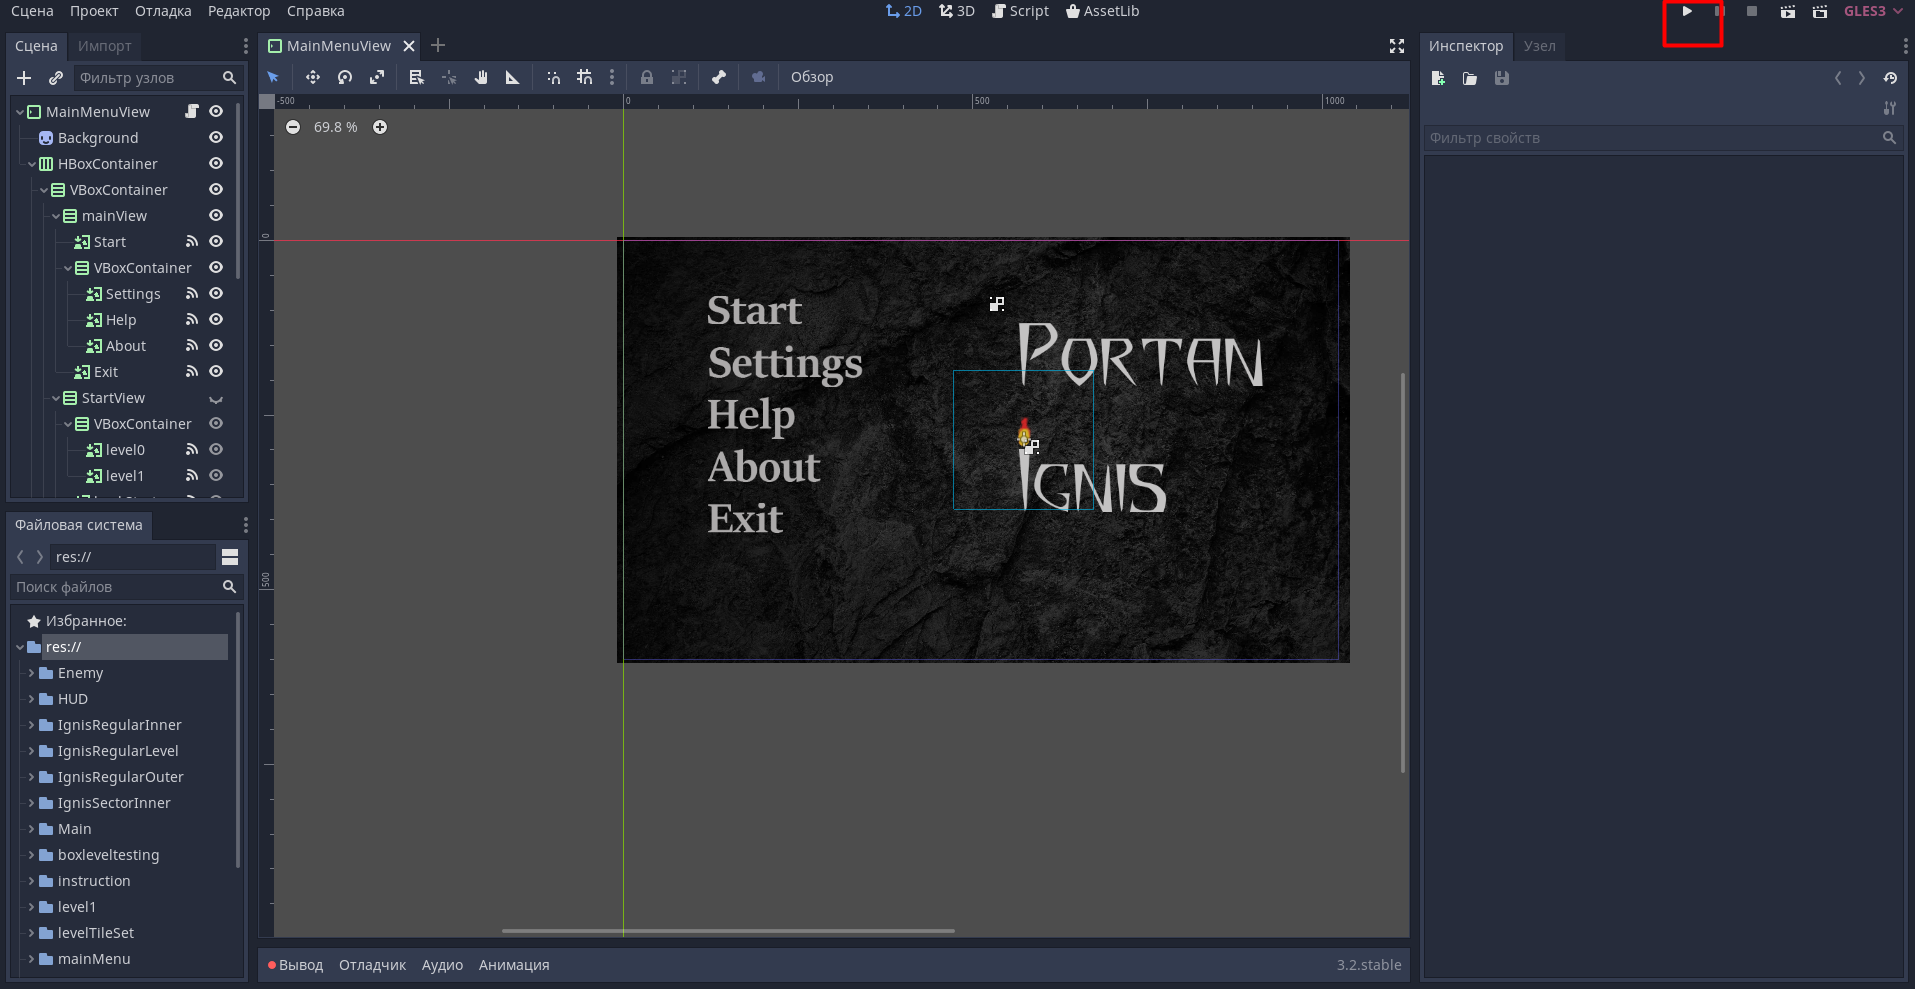 Сцена Проект Отладка Редактор Справка
2D 3D Script AssetLib
GLES3
Сцена Импорт
Фильтр узлов
MainMenuView
Background
HBoxContainer
VBoxContainer
mainView
Start
VBoxContainer
Settings
Help
About
Exit
StartView
VBoxContainer
level0
level1
Файловая система
res://
Поиск файлов
Избранное:
res://
Enemy
HUD
IgnisRegularInner
IgnisRegularLevel
IgnisRegularOuter
IgnisSectorInner
Main
boxleveltesting
instruction
level1
levelTileSet
mainMenu
MainMenuView
Обзор
-500 0 500 1000
69.8 %
0
500
Start
Settings
Help
About
Exit
Portan
Ignis
Вывод Отладчик Аудио Анимация
3.2.stable
Инспектор Узел
Фильтр свойств